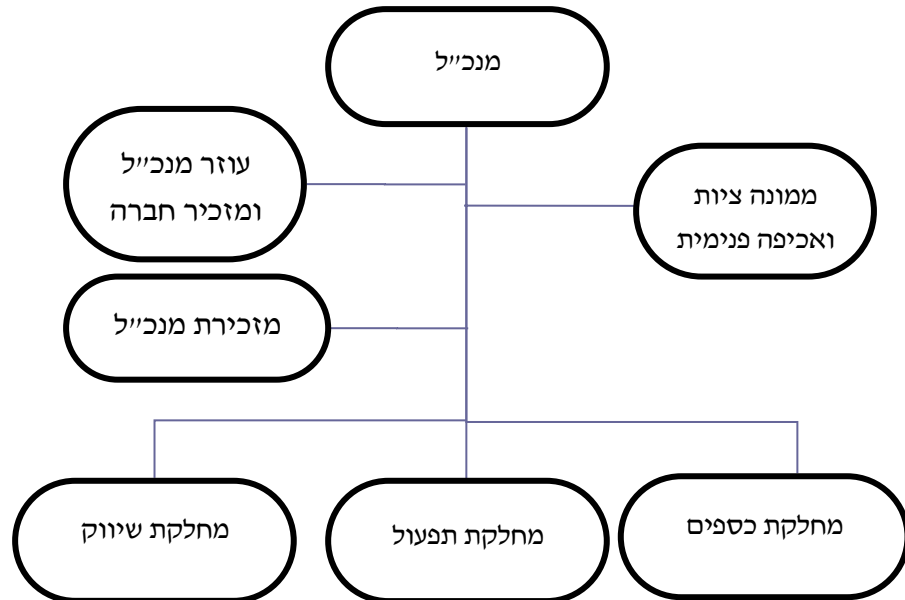 מנכ״ל
עוזר מנכ״ל
ומזכיר חברה
ממונה ציות
ואכיפה פנימית
מזכירת מנכ״ל
מחלקת כספים
מחלקת תפעול
מחלקת שיווק